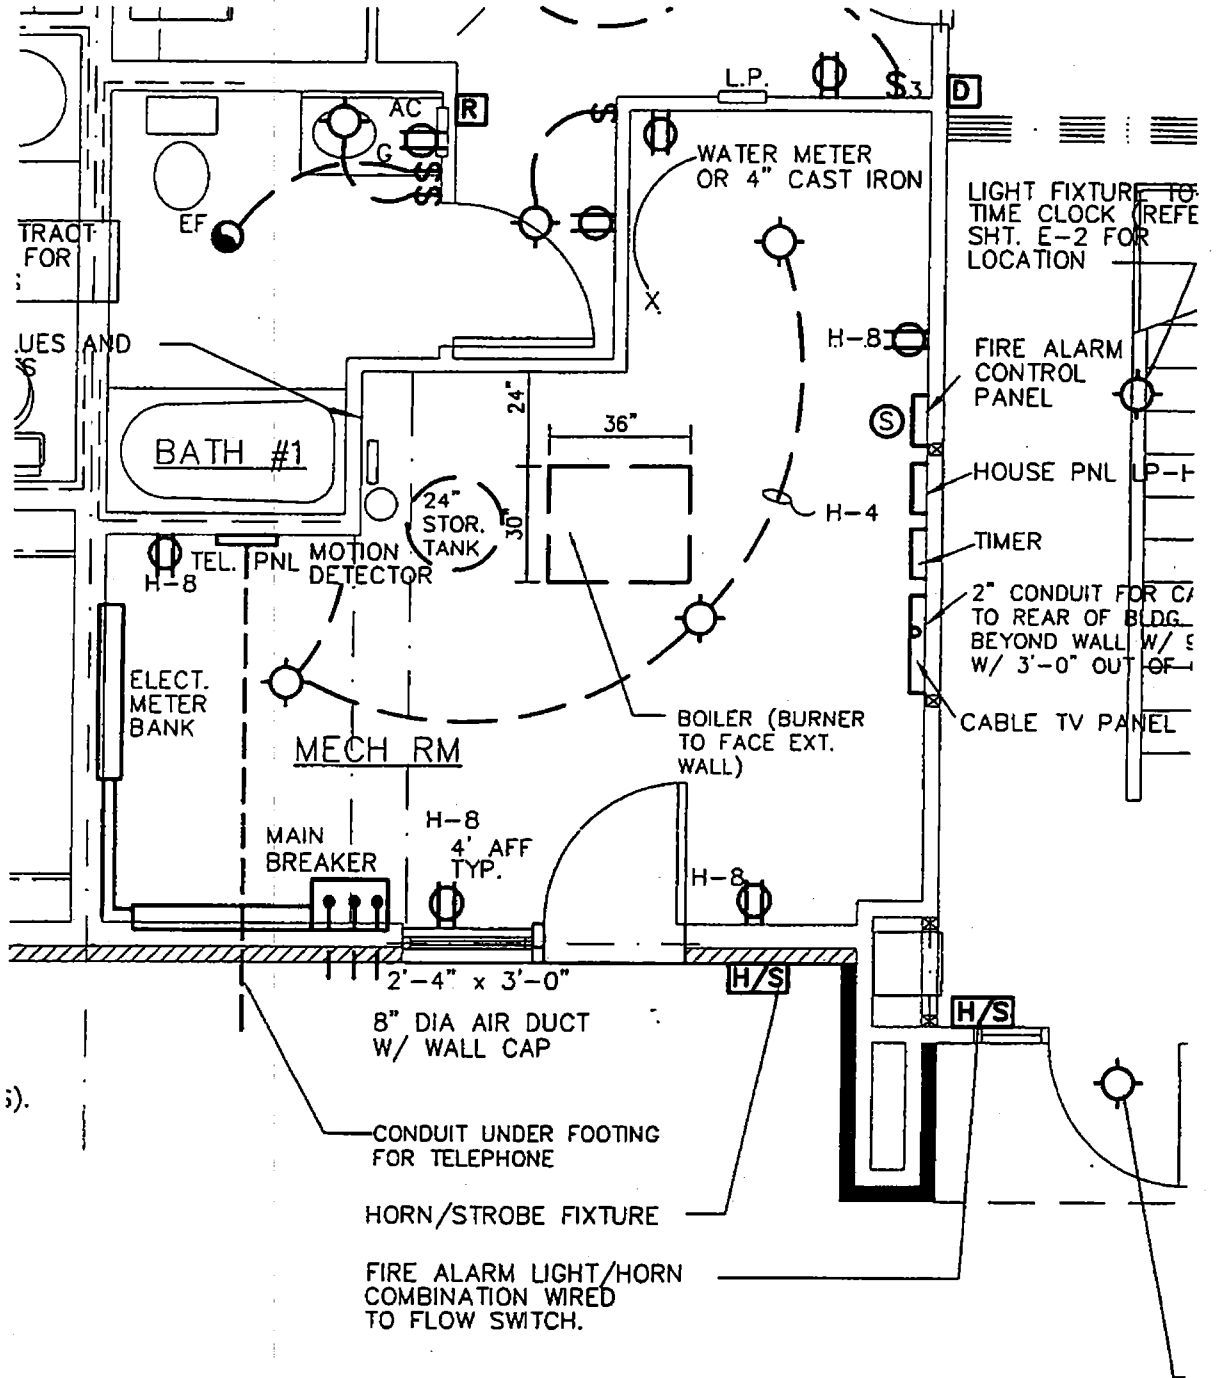 L.P.
$3
D
AC
R
G
$
$
$
EF
WATER METER
OR 4" CAST IRON
X
LIGHT FIXTURE TO
TIME CLOCK (REFE
SHT. E-2 FOR
LOCATION
TRACT
FOR
UES AND
S
BATH #1
24"
36"
30"
24"
STOR.
TANK
H-8
FIRE ALARM
CONTROL
PANEL
S
HOUSE PNL LP-H
H-4
TIMER
TEL. PNL
H-8
MOTION
DETECTOR
2" CONDUIT FOR CA
TO REAR OF BLDG
BEYOND WALL W/ 9
W/ 3'-0" OUT OF
CABLE TV PANEL
ELECT.
METER
BANK
MECH RM
BOILER (BURNER
TO FACE EXT.
WALL)
MAIN
BREAKER
H-8
4' AFF
TYP.
H-8
2'-4" x 3'-0"
H/S
H/S
8" DIA AIR DUCT
W/ WALL CAP
S).
CONDUIT UNDER FOOTING
FOR TELEPHONE
HORN/STROBE FIXTURE
FIRE ALARM LIGHT/HORN
COMBINATION WIRED
TO FLOW SWITCH.